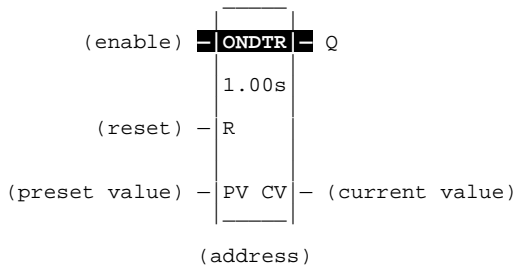 (enable) ONDTR Q
1.00s
(reset) R
(preset value) PV CV (current value)
(address)